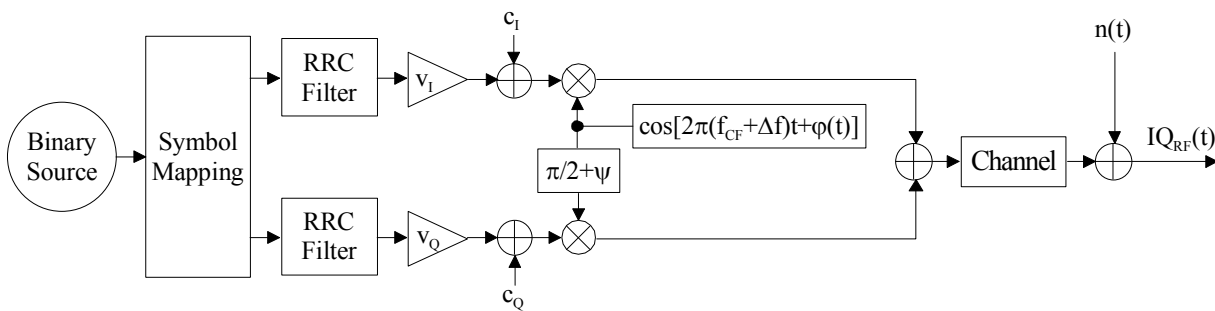 Binary
Source
Symbol
Mapping
RRC
Filter
v_I
c_I
cos[2π(f_CF+Δf)t+φ(t)]
π/2+ψ
RRC
Filter
v_Q
c_Q
Channel
n(t)
IQ_RF(t)